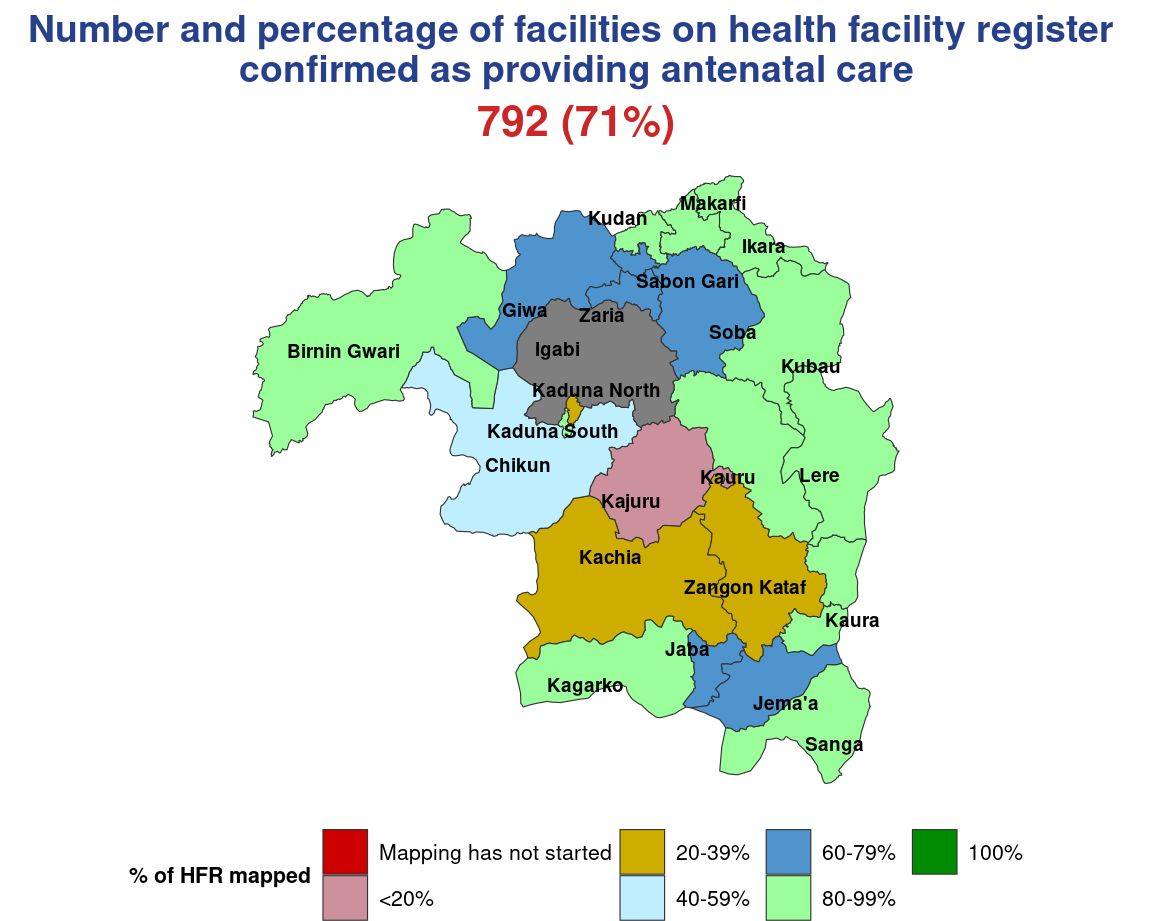 Number and percentage of facilities on health facility register
confirmed as providing antenatal care
792 (71%)
Makarfi
Kudan
Ikara
Sabon Gari
Giwa
Zaria
Soba
Birnin Gwari
Igabi
Kubau
Kaduna North
Kaduna South
Chikun
Kauru
Lere
Kajuru
Kachia
Zangon Kataf
Kaura
Jaba
Kagarko
Jema'a
Sanga
% of HFR mapped
Mapping has not started
<20%
20-39%
40-59%
60-79%
80-99%
100%